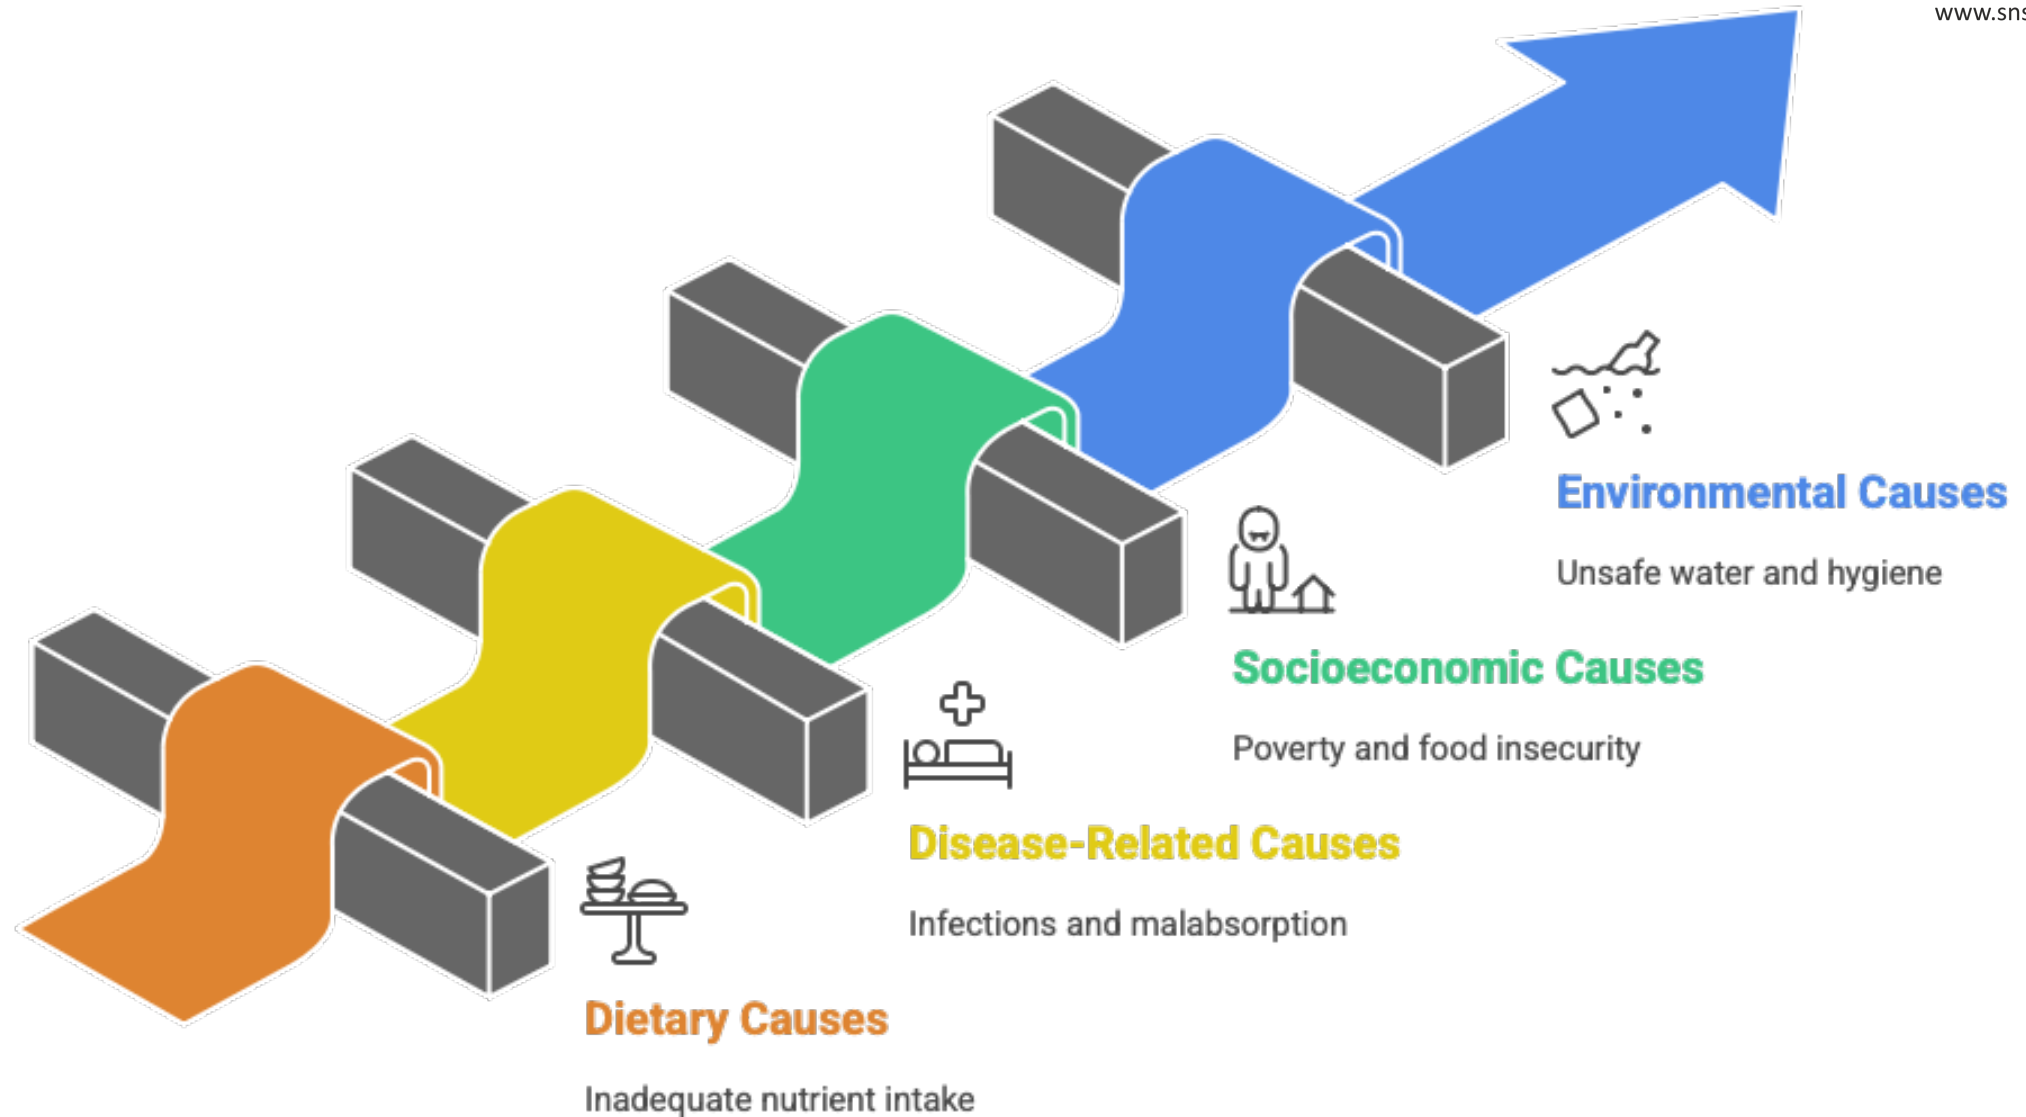 www.sns
Environmental Causes
Unsafe water and hygiene
Socioeconomic Causes
Poverty and food insecurity
Disease-Related Causes
Infections and malabsorption
Dietary Causes
Inadequate nutrient intake